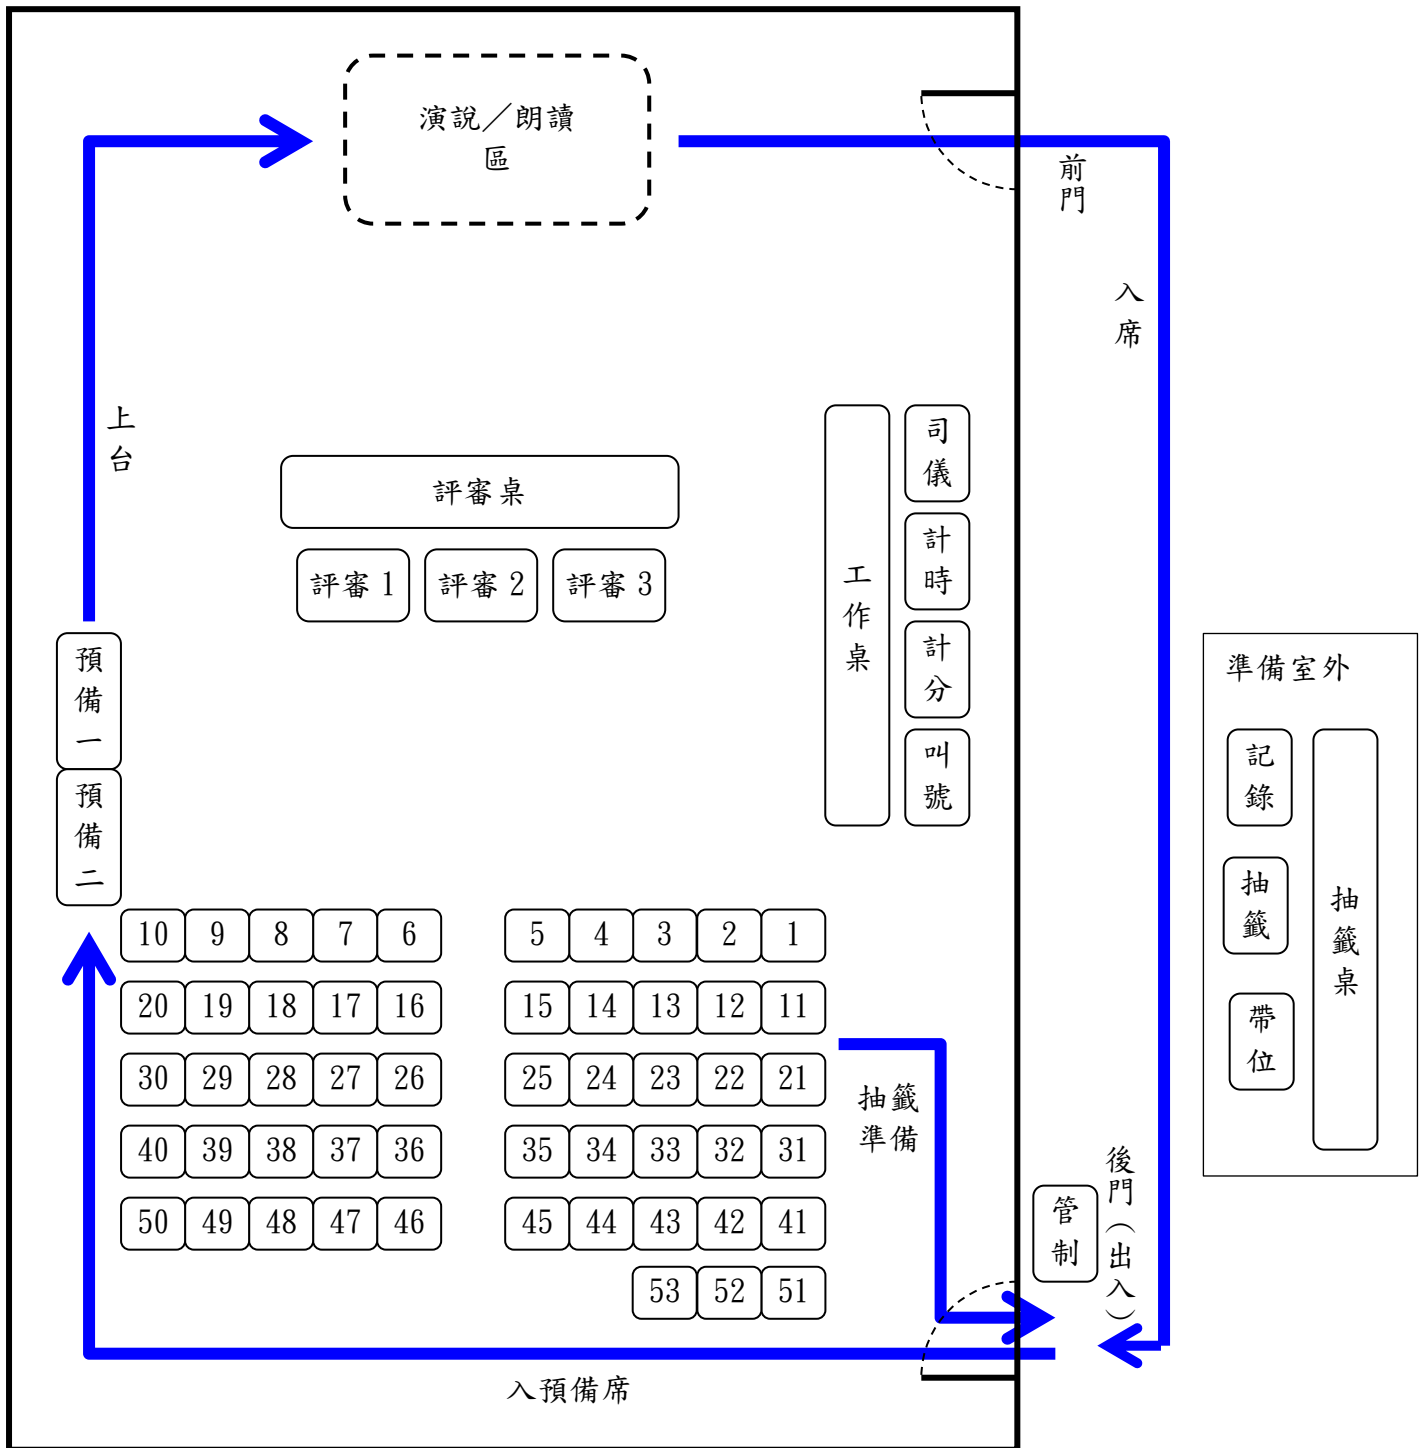 演說／朗讀
區
前門
入席
上台
評審桌
評審 1
評審 2
評審 3
工作桌
司儀
計時
計分
叫號
預備一
預備二
準備室外
記錄
抽籤
帶位
抽籤桌
10 9 8 7 6 5 4 3 2 1
20 19 18 17 16 15 14 13 12 11
30 29 28 27 26 25 24 23 22 21
40 39 38 37 36 35 34 33 32 31
50 49 48 47 46 45 44 43 42 41
53 52 51
抽籤
準備
管制
後門(出入)
入預備席